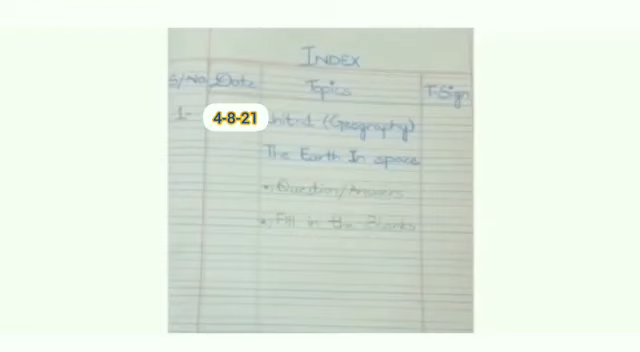 INDEX
S/No Date Topics T.Sign
1- 4-8-21 Unit#1 (Geography)
The Earth In space
*. Question/Answers
*. Fill in the Blanks